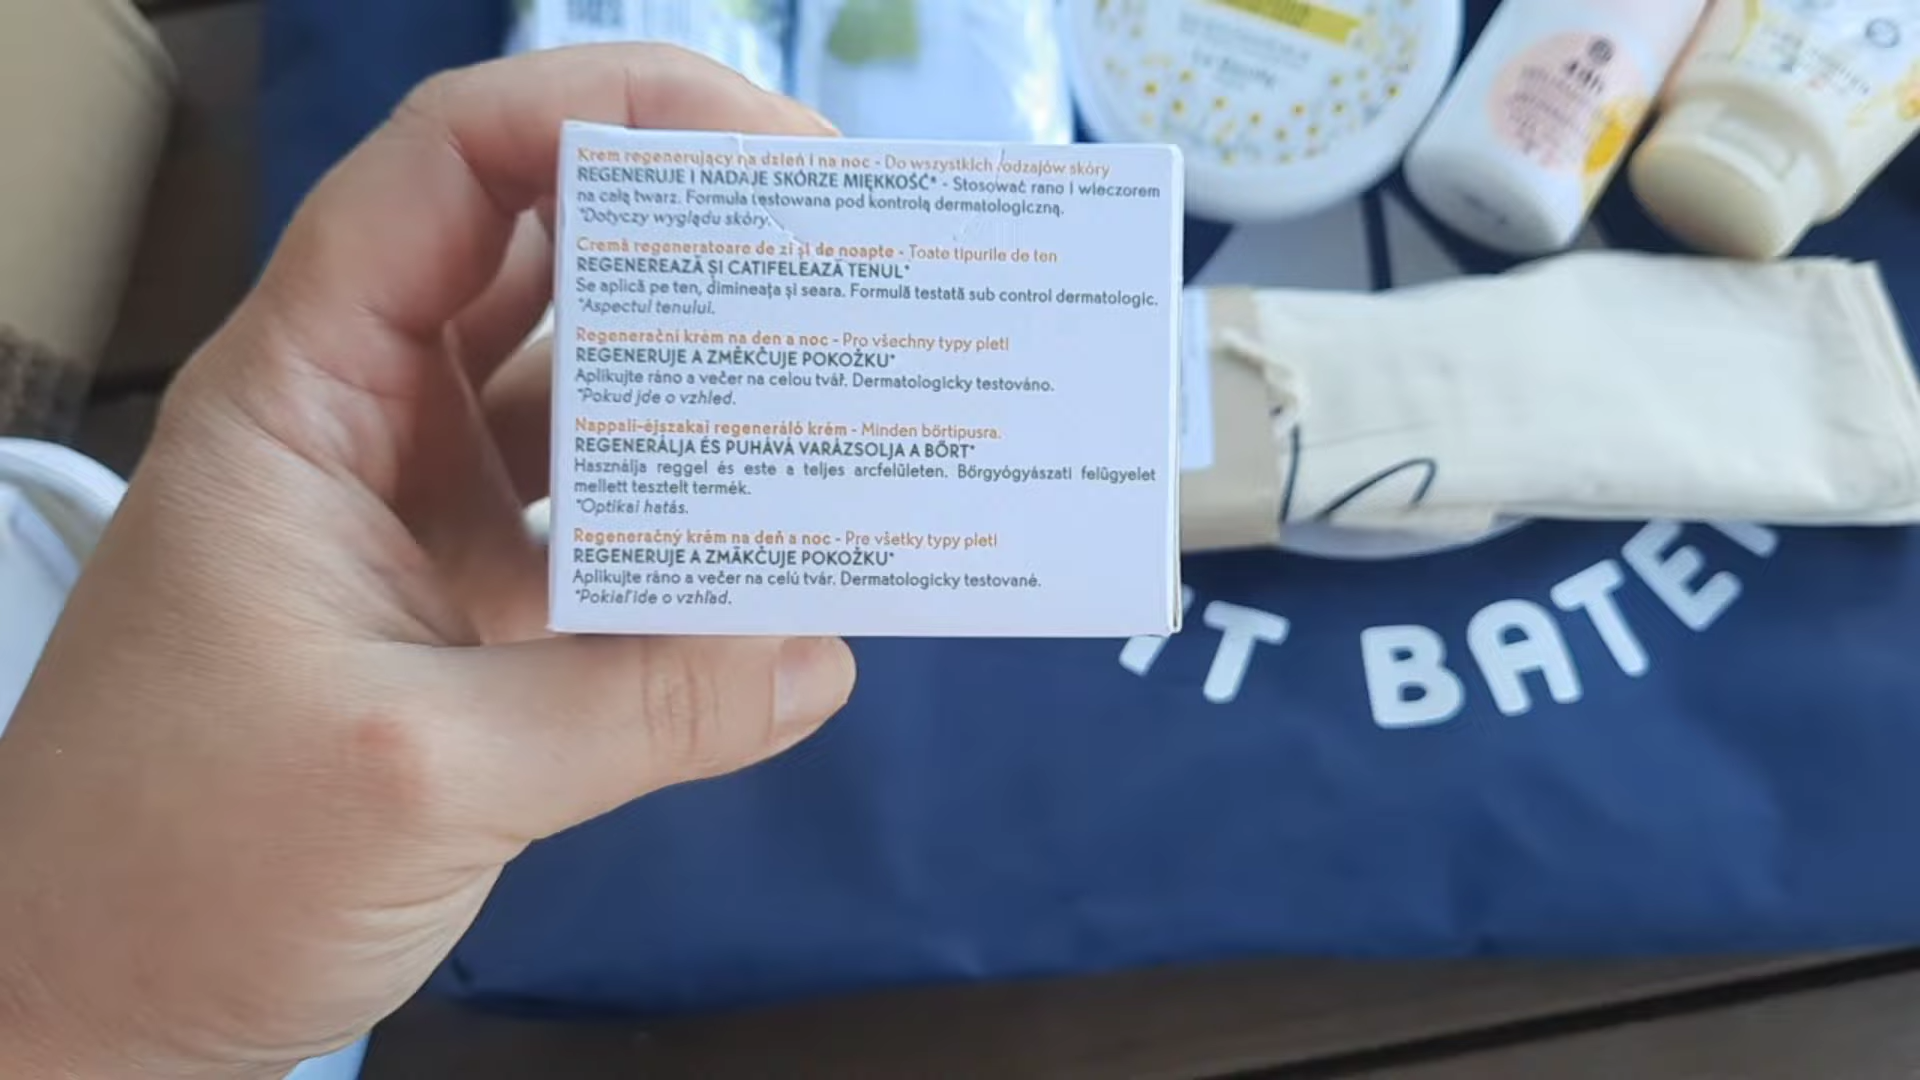 Krem regenerujący na dzień i na noc - Do wszystkich rodzajów skóry
REGENERUJE I NADAJE SKÓRZE MIĘKKOŚĆ* - Stosować rano i wieczorem
na całą twarz. Formuła testowana pod kontrolą dermatologiczną.
*Dotyczy wyglądu skóry.
Cremă regeneratoare de zi și de noapte - Toate tipurile de ten
REGENEREAZĂ ȘI CATIFELEAZĂ TENUL*
Se aplică pe ten, dimineața și seara. Formulă testată sub control dermatologic.
*Aspectul tenului.
Regenerační krém na den a noc - Pro všechny typy pleti
REGENERUJE A ZMĚKČUJE POKOŽKU*
Aplikujte ráno a večer na celou tvář. Dermatologicky testováno.
*Pokud jde o vzhled.
Nappali-éjszakai regeneráló krém - Minden bőrtípusra.
REGENERÁLJA ÉS PUHÁVÁ VARÁZSOLJA A BŐRT*
Használja reggel és este a teljes arcfelületen. Bőrgyógyászati felügyelet
mellett tesztelt termék.
*Optikai hatás.
Regeneračný krém na deň a noc - Pre všetky typy pleti
REGENERUJE A ZMÄKČUJE POKOŽKU*
Aplikujte ráno a večer na celú tvár. Dermatologicky testované.
*Pokiaľ ide o vzhľad.